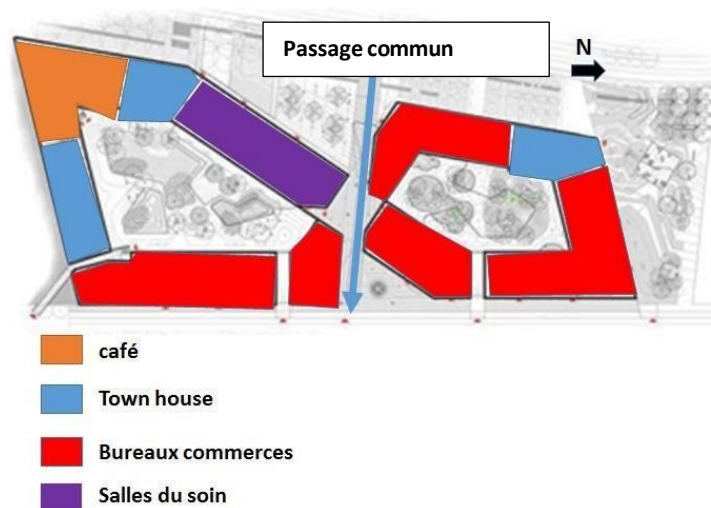 Passage commun
N
café
Town house
Bureaux commerces
Salles du soin